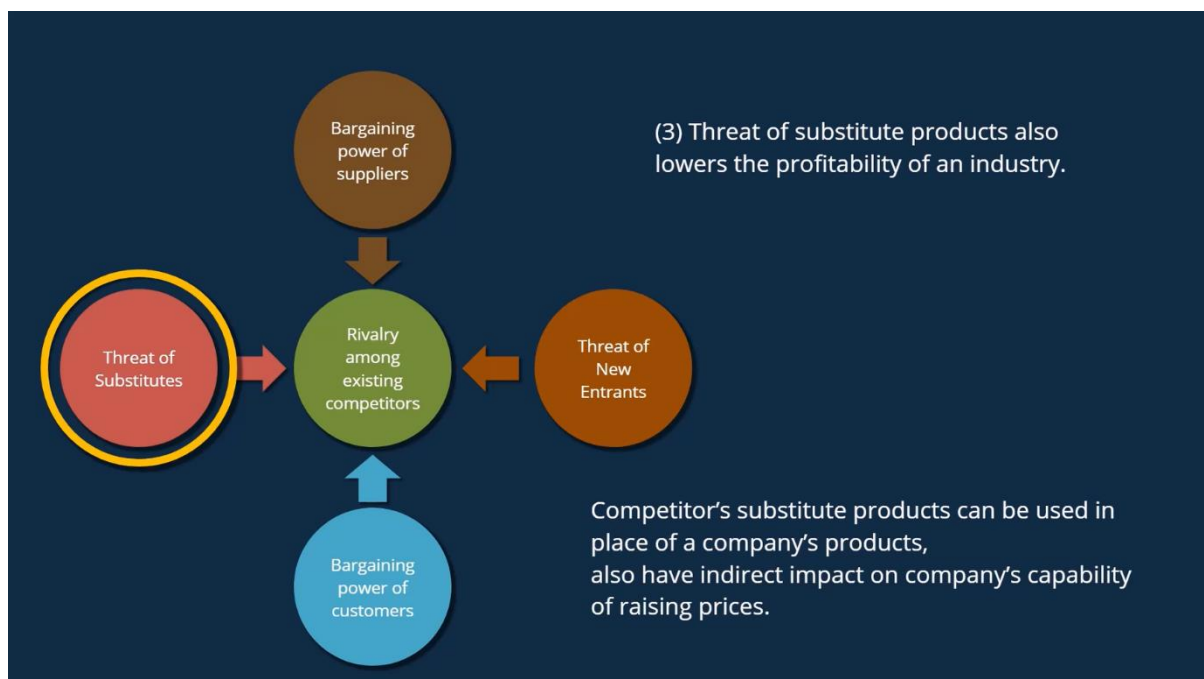 Bargaining
power of
suppliers
(3) Threat of substitute products also
lowers the profitability of an industry.
Threat of
Substitutes
Rivalry
among
existing
competitors
Threat of
New
Entrants
Bargaining
power of
customers
Competitor’s substitute products can be used in
place of a company’s products,
also have indirect impact on company’s capability
of raising prices.